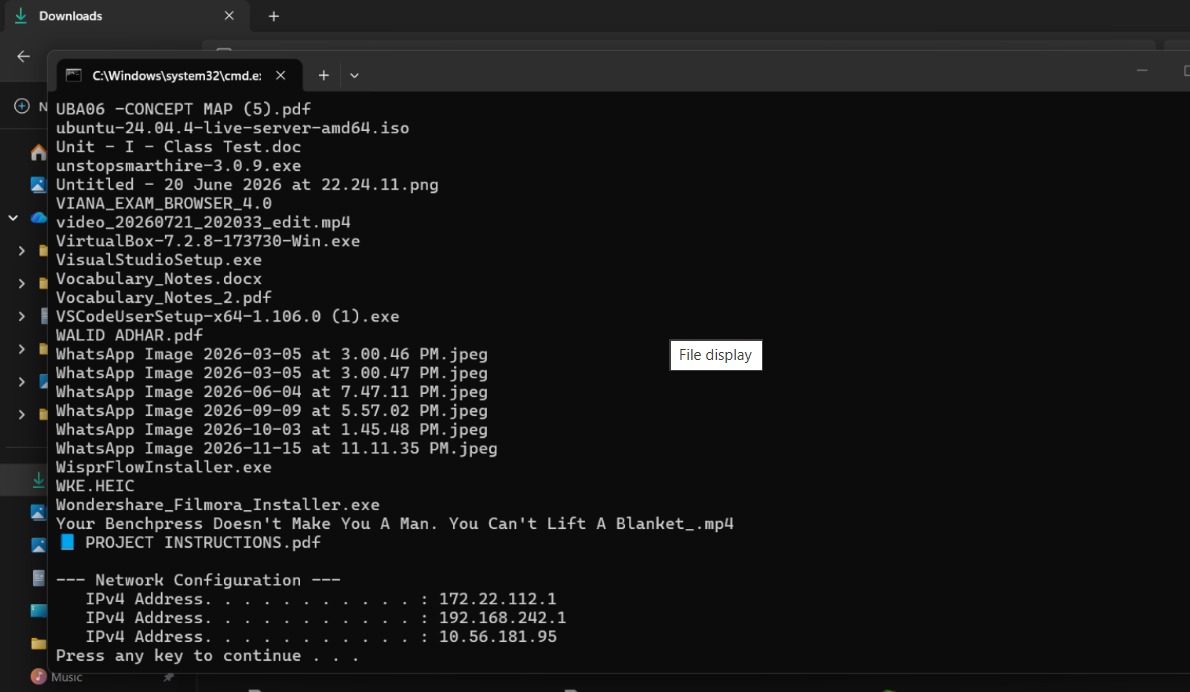 Downloads
C:\Windows\system32\cmd.e:
N
UBA06 -CONCEPT MAP (5).pdf
ubuntu-24.04.4-live-server-amd64.iso
Unit - I - Class Test.doc
unstopsmarthire-3.0.9.exe
Untitled - 20 June 2026 at 22.24.11.png
VIANA_EXAM_BROWSER_4.0
video_20260721_202033_edit.mp4
VirtualBox-7.2.8-173730-Win.exe
VisualStudioSetup.exe
Vocabulary_Notes.docx
Vocabulary_Notes_2.pdf
VSCodeUserSetup-x64-1.106.0 (1).exe
WALID ADHAR.pdf
WhatsApp Image 2026-03-05 at 3.00.46 PM.jpeg
WhatsApp Image 2026-03-05 at 3.00.47 PM.jpeg
WhatsApp Image 2026-06-04 at 7.47.11 PM.jpeg
WhatsApp Image 2026-09-09 at 5.57.02 PM.jpeg
WhatsApp Image 2026-10-03 at 1.45.48 PM.jpeg
WhatsApp Image 2026-11-15 at 11.11.35 PM.jpeg
WisprFlowInstaller.exe
WKE.HEIC
Wondershare_Filmora_Installer.exe
Your Benchpress Doesn't Make You A Man. You Can't Lift A Blanket_.mp4
📘 PROJECT INSTRUCTIONS.pdf
File display
--- Network Configuration ---
IPv4 Address. . . . . . . . . . . : 172.22.112.1
IPv4 Address. . . . . . . . . . . : 192.168.242.1
IPv4 Address. . . . . . . . . . . : 10.56.181.95
Press any key to continue . . .
Music